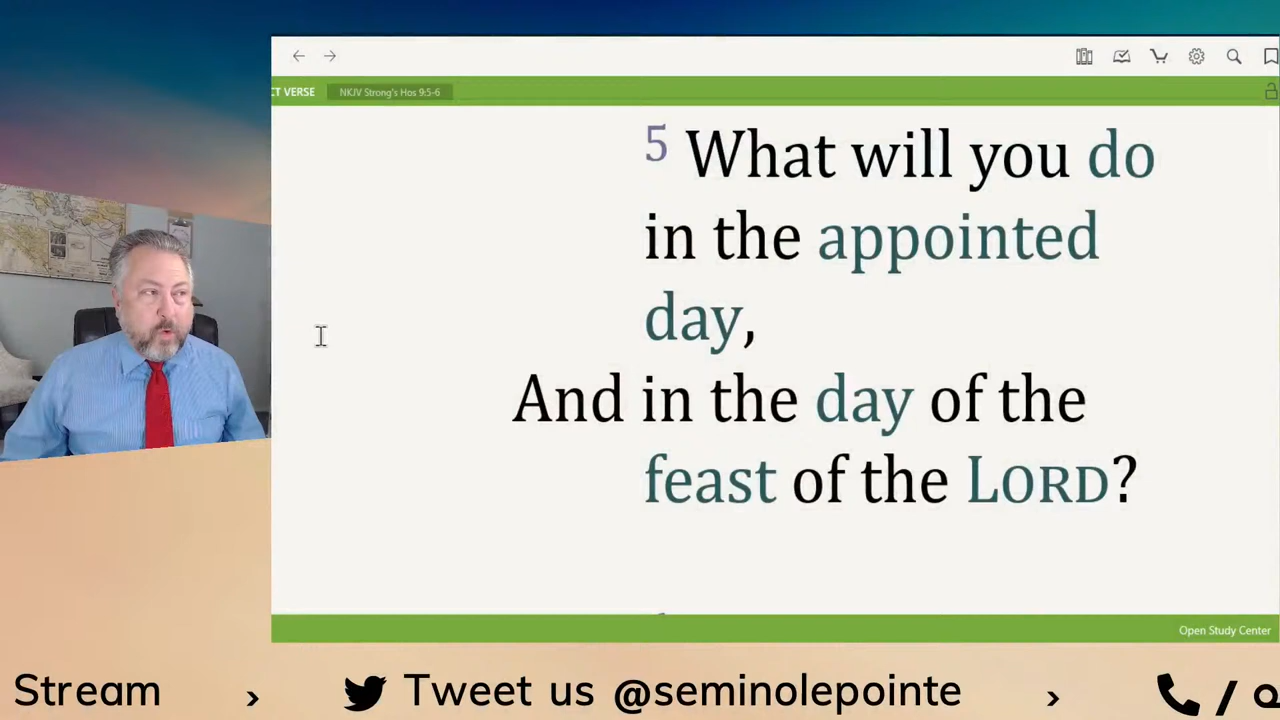 CT VERSE NKJV Strong's Hos 9:5-6
5 What will you do
in the appointed
day,
And in the day of the
feast of the LORD?
Open Study Center
Stream › Tweet us @seminolepointe ›